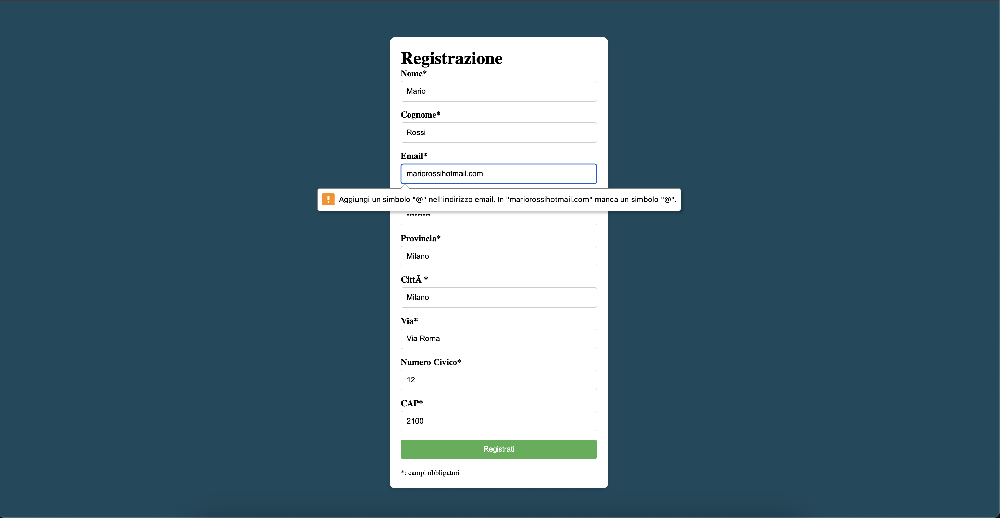 Registrazione
Nome*
Mario
Cognome*
Rossi
Email*
mariorossihotmail.com
Aggiungi un simbolo "@" nell'indirizzo email. In "mariorossihotmail.com" manca un simbolo "@".
•••••••••
Provincia*
Milano
CittÃ *
Milano
Via*
Via Roma
Numero Civico*
12
CAP*
2100
Registrati
*: campi obbligatori